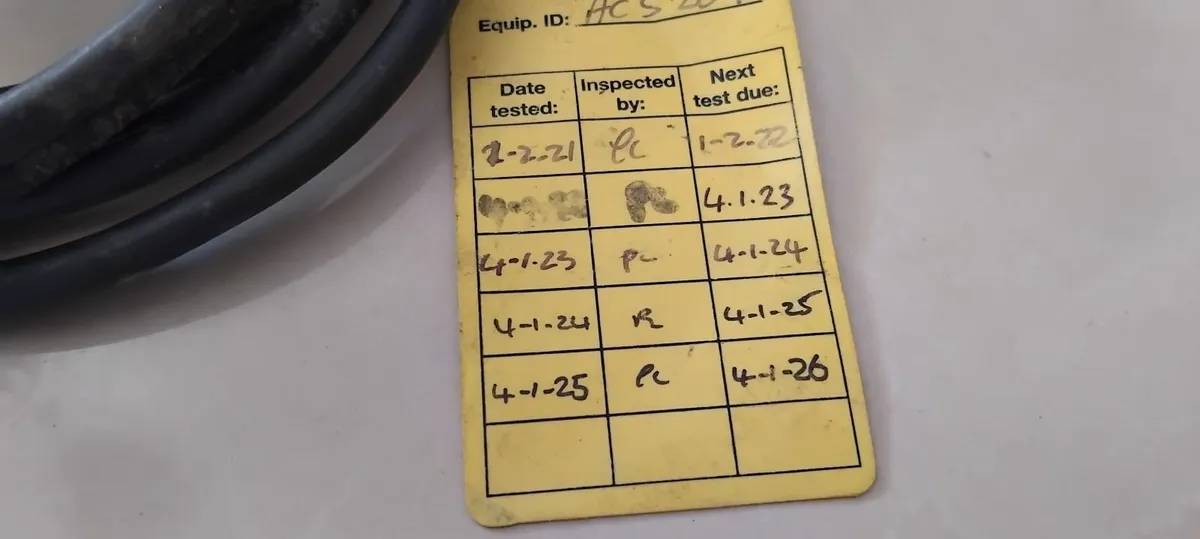 Equip. ID:
Date tested: Inspected by: Next test due:
1-2-21 PC 1-2-22
4.1.23
4-1-23 PC 4-1-24
4-1-24 PC 4-1-25
4-1-25 PC 4-1-26